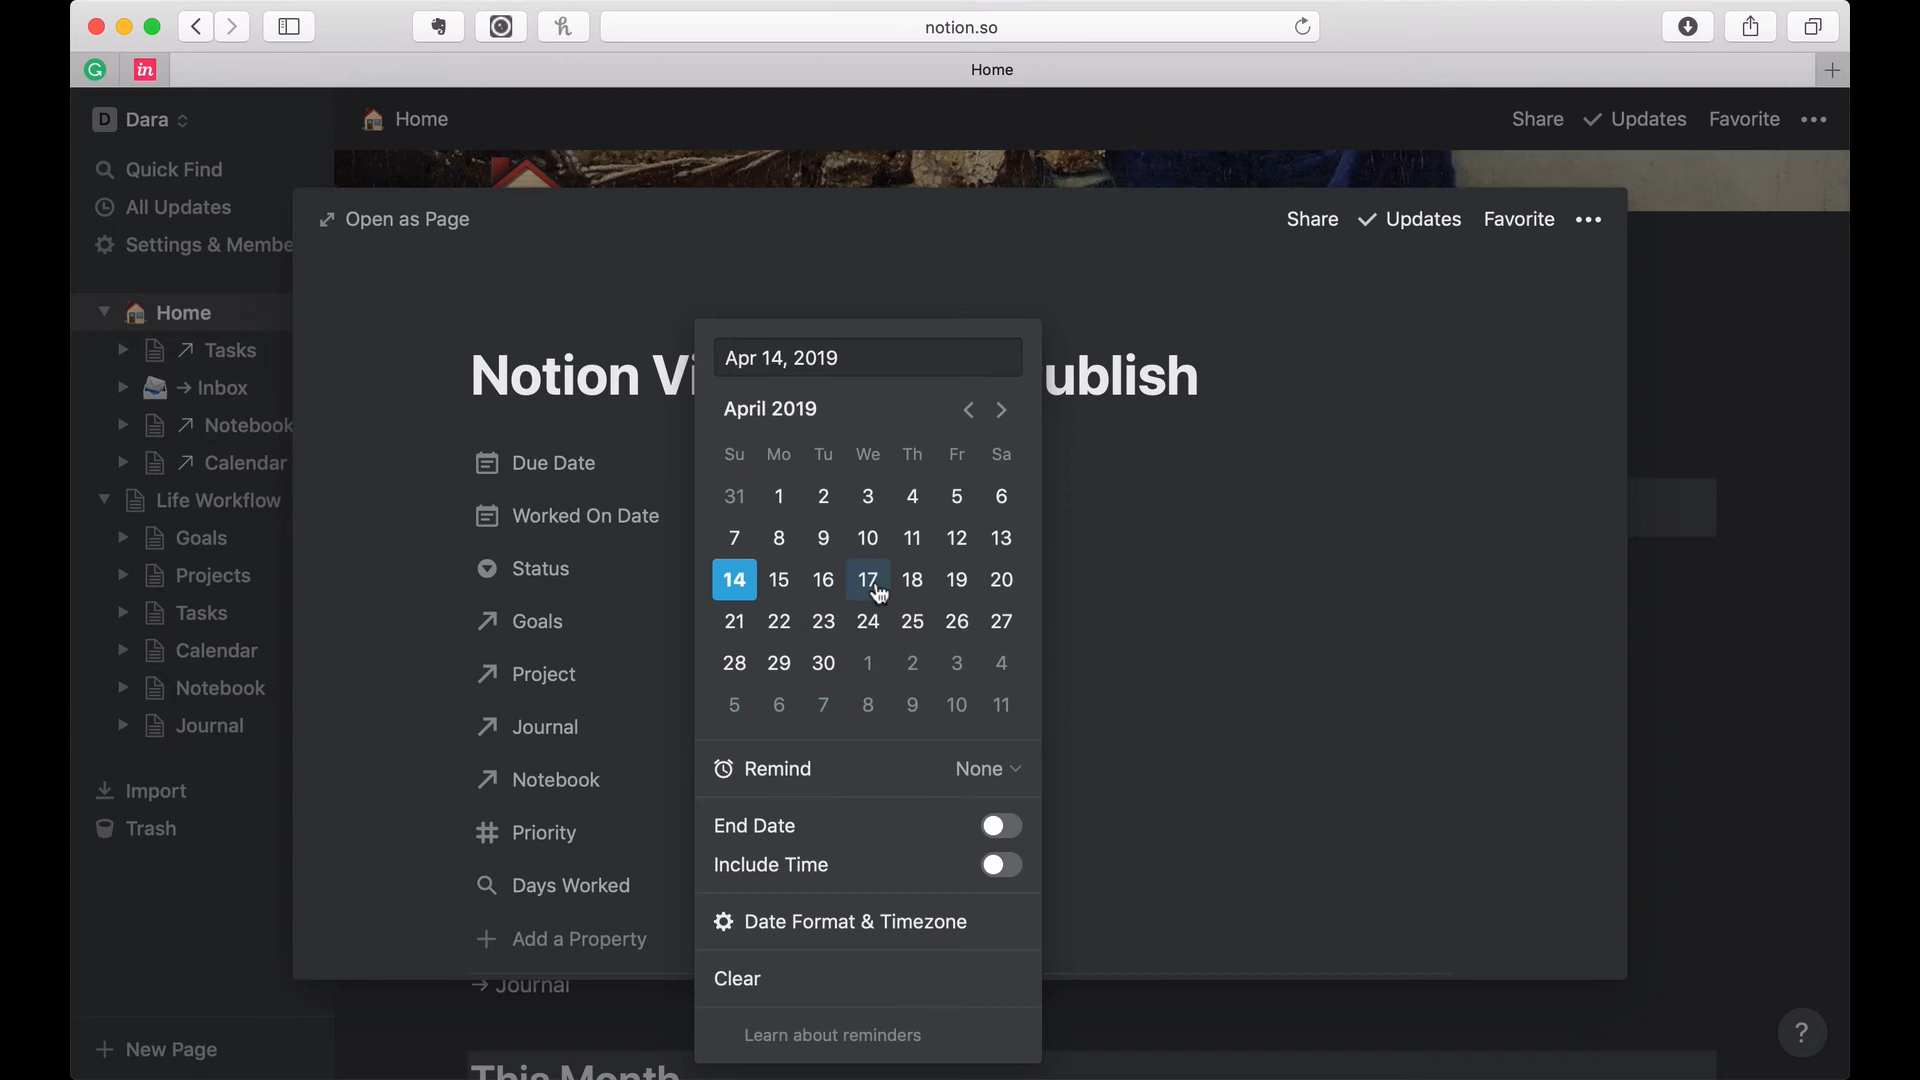 notion.so
in
Home
D Dara
Home
Share Updates Favorite
Quick Find
All Updates
Settings &
Home
↗ Tasks
→ Inbox
↗ Notebook
↗ Calendar
Life Workflow
Goals
Projects
Tasks
Calendar
Notebook
Journal
Import
Trash
+ New Page
Open as Page
Share Updates Favorite
Notion
Due Date
Worked On Date
Status
Goals
Project
Journal
Notebook
Priority
Days Worked
+ Add a Property
Apr 14, 2019
April 2019
Su Mo Tu We Th Fr Sa
31 1 2 3 4 5 6
7 8 9 10 11 12 13
14 15 16 17 18 19 20
21 22 23 24 25 26 27
28 29 30 1 2 3 4
5 6 7 8 9 10 11
Remind None
End Date
Include Time
Date Format & Timezone
Clear
Learn about reminders
→ Journal
This Month
?